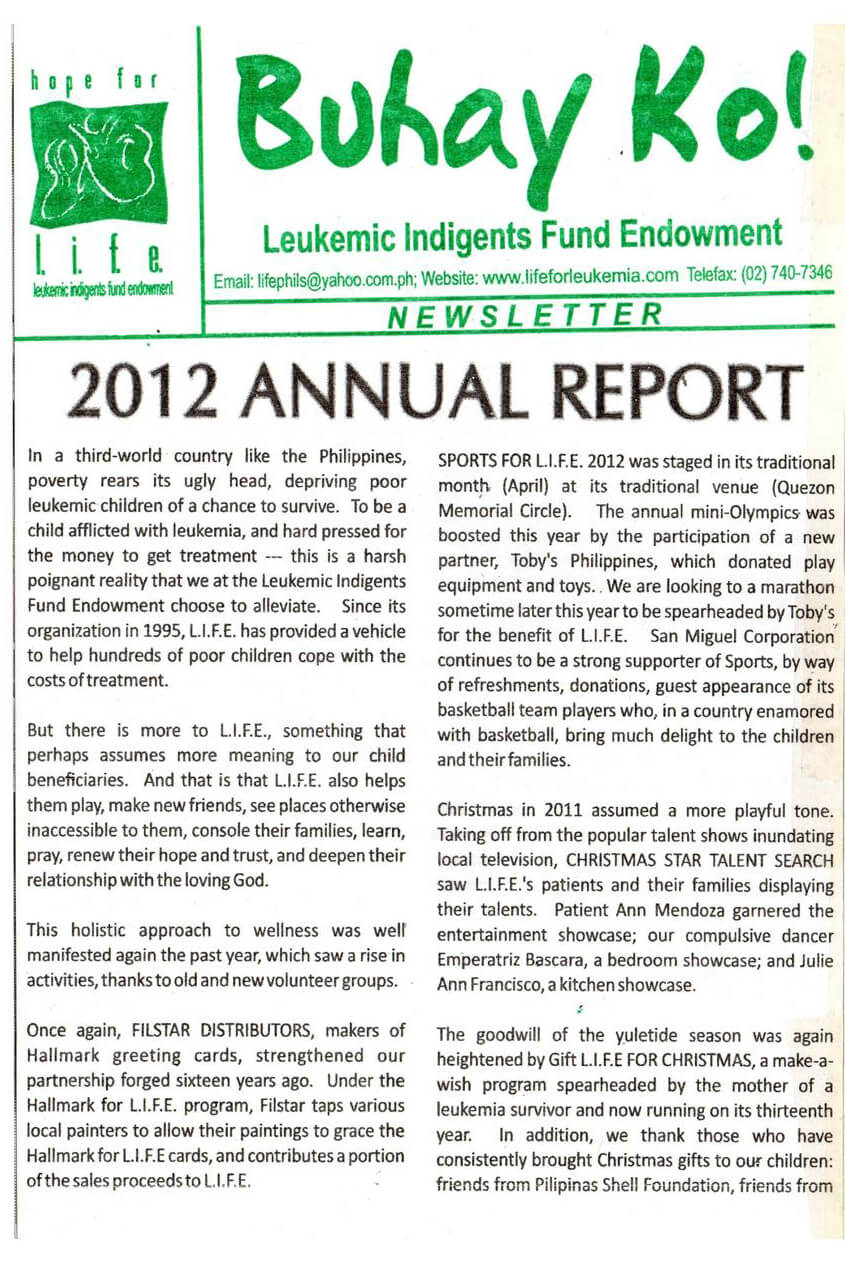 hope for
l.i.f.e.
leukemic indigents fund endowment
Buhay Ko!
Leukemic Indigents Fund Endowment
Email: lifephils@yahoo.com.ph; Website: www.lifeforleukemia.com Telefax: (02) 740-7346
NEWSLETTER
2012 ANNUAL REPORT
In a third-world country like the Philippines,
poverty rears its ugly head, depriving poor
leukemic children of a chance to survive. To be a
child afflicted with leukemia, and hard pressed for
the money to get treatment --- this is a harsh
poignant reality that we at the Leukemic Indigents
Fund Endowment choose to alleviate. Since its
organization in 1995, L.I.F.E. has provided a vehicle
to help hundreds of poor children cope with the
costs of treatment.
But there is more to L.I.F.E., something that
perhaps assumes more meaning to our child
beneficiaries. And that is that L.I.F.E. also helps
them play, make new friends, see places otherwise
inaccessible to them, console their families, learn,
pray, renew their hope and trust, and deepen their
relationship with the loving God.
This holistic approach to wellness was well
manifested again the past year, which saw a rise in
activities, thanks to old and new volunteer groups.
Once again, FILSTAR DISTRIBUTORS, makers of
Hallmark greeting cards, strengthened our
partnership forged sixteen years ago. Under the
Hallmark for L.I.F.E. program, Filstar taps various
local painters to allow their paintings to grace the
Hallmark for L.I.F.E cards, and contributes a portion
of the sales proceeds to L.I.F.E.
SPORTS FOR L.I.F.E. 2012 was staged in its traditional
month (April) at its traditional venue (Quezon
Memorial Circle). The annual mini-Olympics was
boosted this year by the participation of a new
partner, Toby's Philippines, which donated play
equipment and toys. We are looking to a marathon
sometime later this year to be spearheaded by Toby's
for the benefit of L.I.F.E. San Miguel Corporation
continues to be a strong supporter of Sports, by way
of refreshments, donations, guest appearance of its
basketball team players who, in a country enamored
with basketball, bring much delight to the children
and their families.
Christmas in 2011 assumed a more playful tone.
Taking off from the popular talent shows inundating
local television, CHRISTMAS STAR TALENT SEARCH
saw L.I.F.E.'s patients and their families displaying
their talents. Patient Ann Mendoza garnered the
entertainment showcase; our compulsive dancer
Emperatriz Bascara, a bedroom showcase; and Julie
Ann Francisco, a kitchen showcase.
The goodwill of the yuletide season was again
heightened by Gift L.I.F.E FOR CHRISTMAS, a make-a-
wish program spearheaded by the mother of a
leukemia survivor and now running on its thirteenth
year. In addition, we thank those who have
consistently brought Christmas gifts to our children:
friends from Pilipinas Shell Foundation, friends from